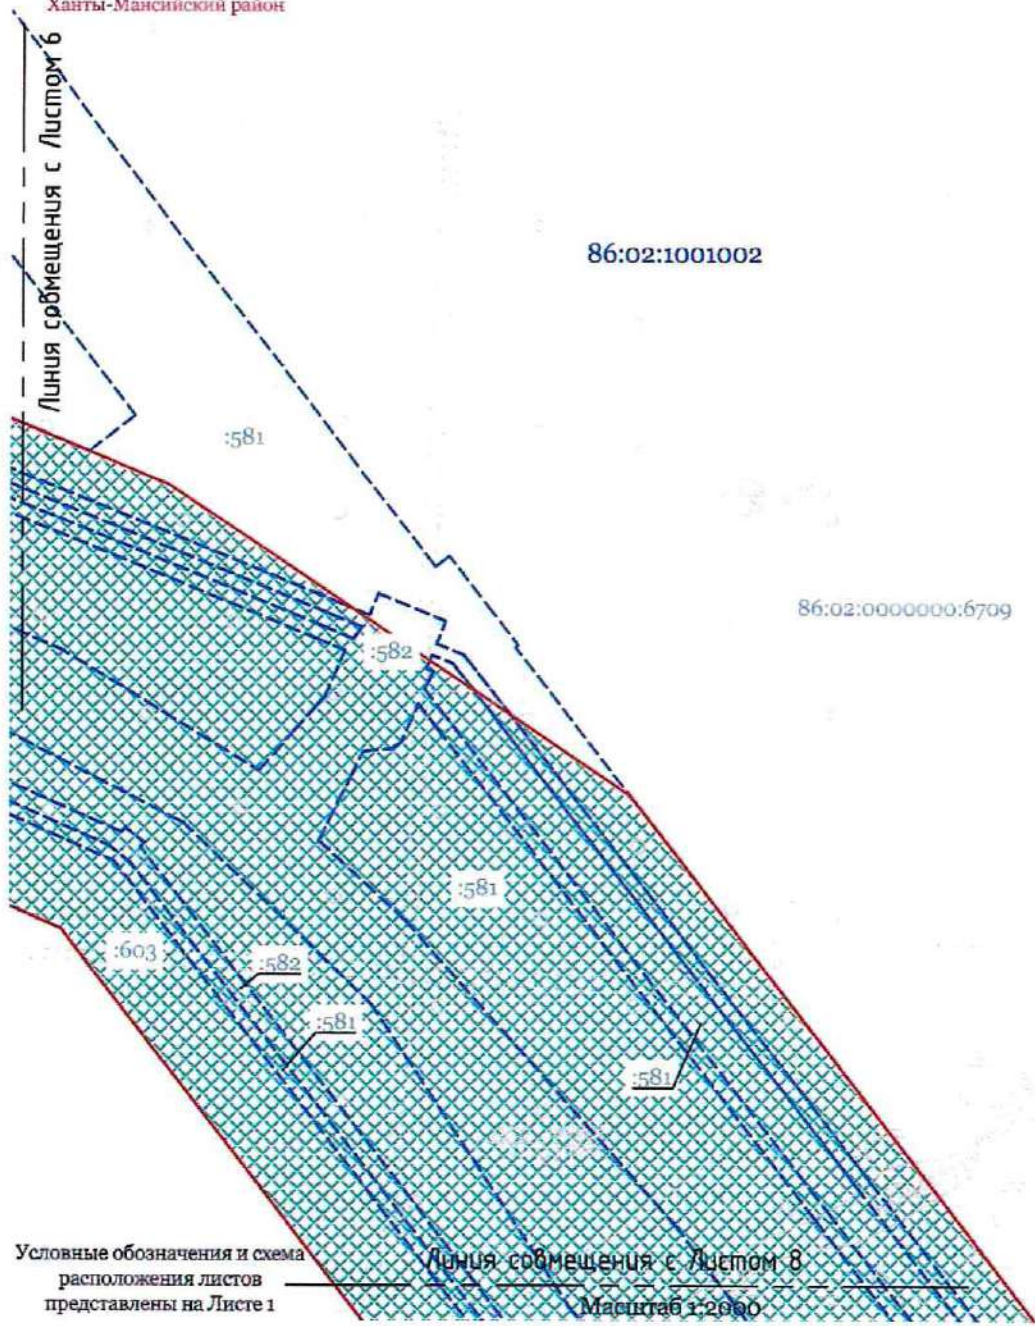 Ханты-Мансийский район
Линия совмещения с Листом 6
86:02:1001002
:581
86:02:0000000:6709
:582
:581
:603
:582
:581
:581
Условные обозначения и схема
расположения листов
представлены на Листе 1
Линия совмещения с Листом 8
Масштаб 1:2000